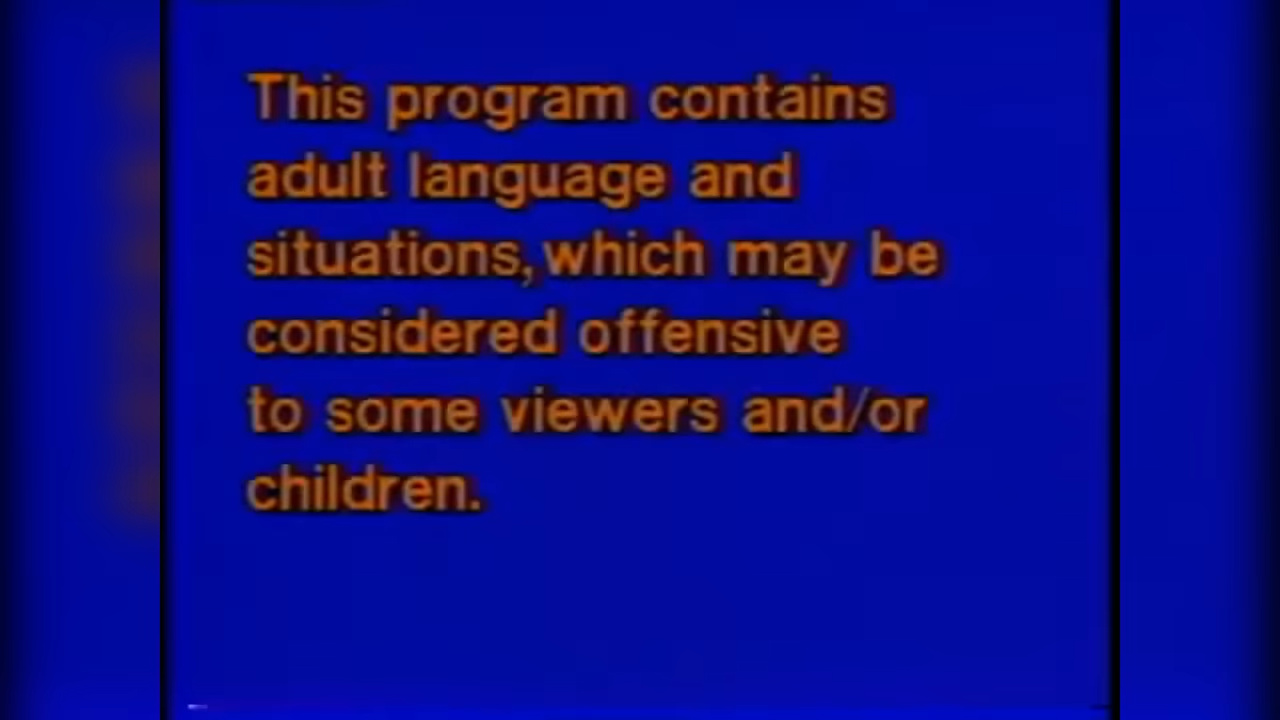 This program contains
adult language and
situations, which may be
considered offensive
to some viewers and/or
children.